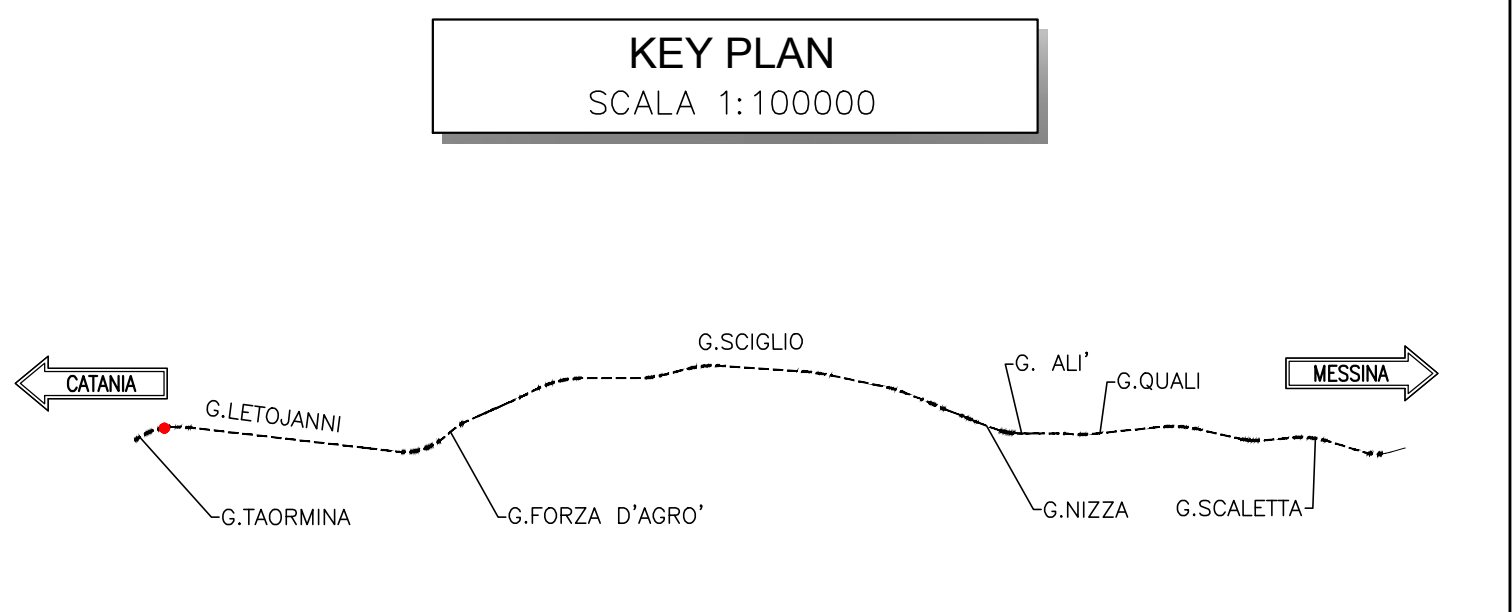 KEY PLAN
SCALA 1:100000
G.SCIGLIO
G. ALI'
G.QUALI
MESSINA
CATANIA
G.LETOJANNI
G.TAORMINA
G.FORZA D'AGRO'
G.NIZZA
G.SCALETTA